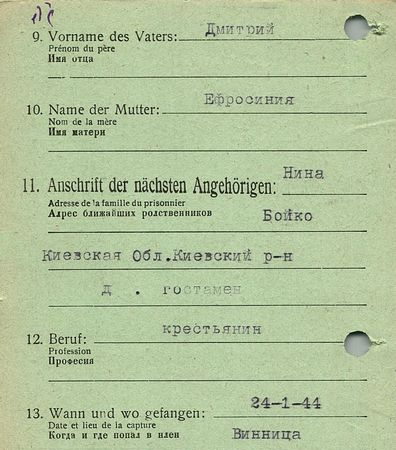 9. Vorname des Vaters: Дмитрий
Prénom du père
Имя отца
10. Name der Mutter: Ефросиния
Nom de la mère
Имя матери
11. Anschrift der nächsten Angehörigen: Нина
Adresse de la famille du prisonnier
Адрес ближайших родственников Бойко
Киевская Обл.Киевский р-н
д . гостамен
12. Beruf: крестьянин
Profession
Професия
13. Wann und wo gefangen: 24-1-44
Date et lieu de la capture
Когда и где попал в плен Винница